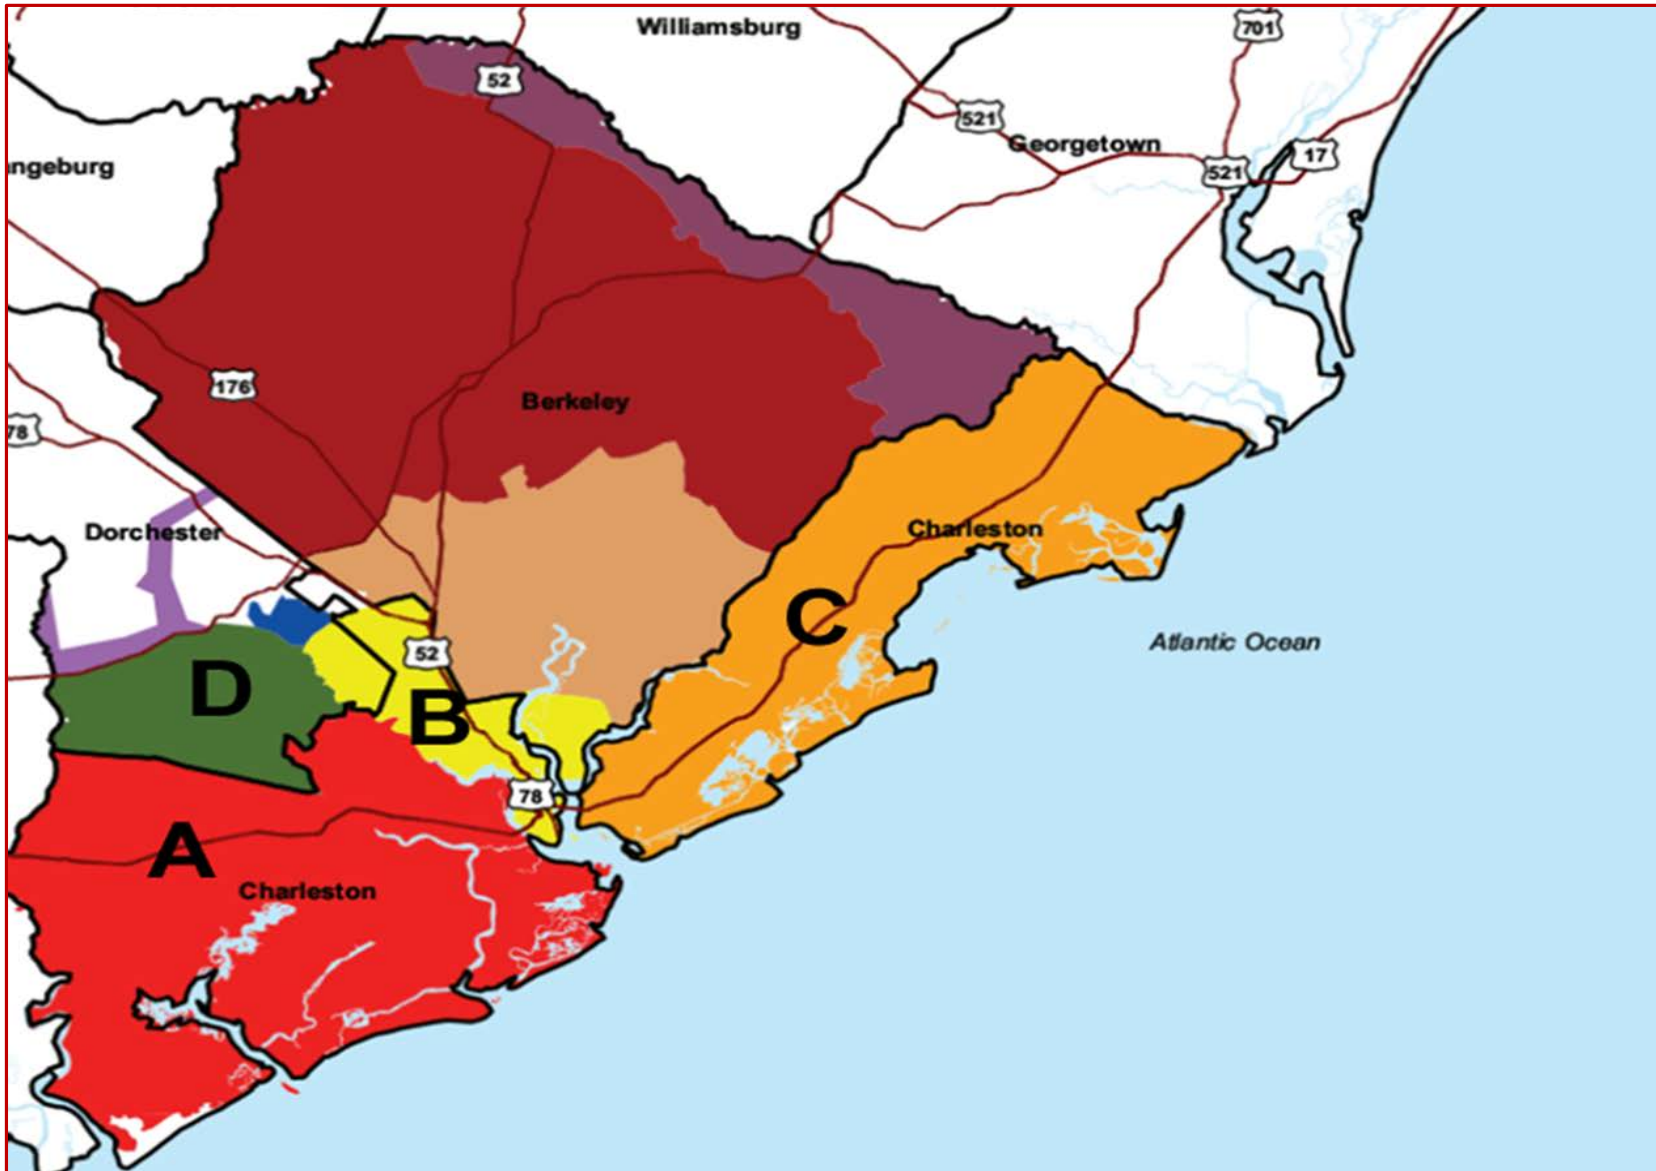 Williamsburg
701
52
521
Georgetown
17
521
ngeburg
176
Berkeley
78
Dorchester
Charleston
C
Atlantic Ocean
52
D
B
78
A
Charleston